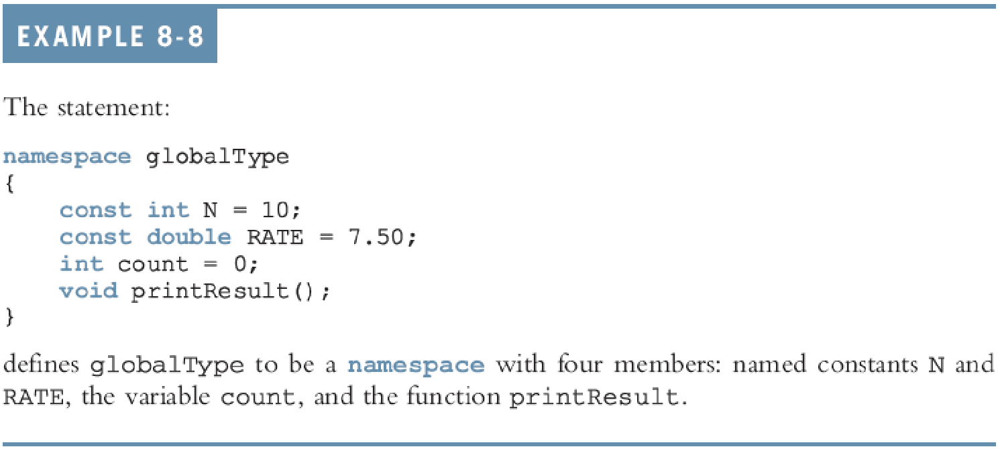 EXAMPLE 8-8
The statement:
namespace globalType
{
    const int N = 10;
    const double RATE = 7.50;
    int count = 0;
    void printResult();
}
defines globalType to be a namespace with four members: named constants N and
RATE, the variable count, and the function printResult.